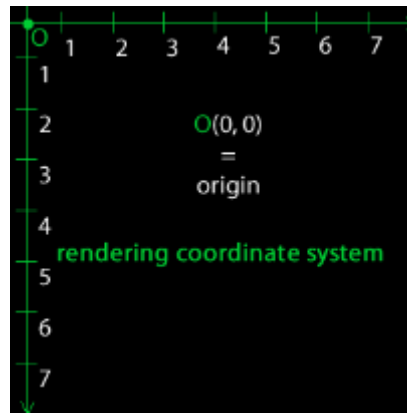 O
1 2 3 4 5 6 7
1
2
O(0, 0)
=
3
origin
4
rendering coordinate system
5
6
7